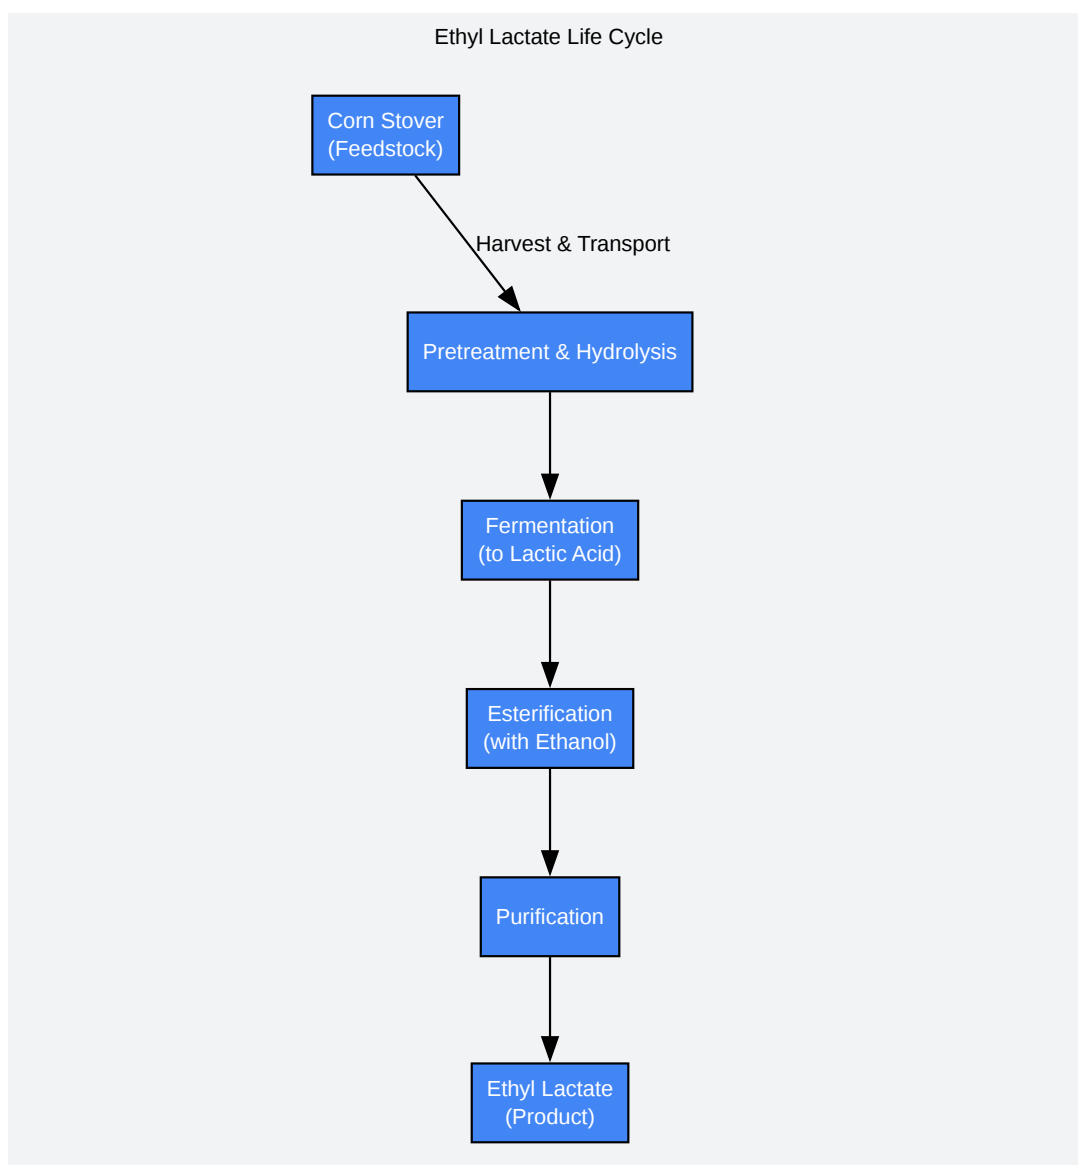 Ethyl Lactate Life Cycle
Corn Stover
(Feedstock)
Harvest & Transport
Pretreatment & Hydrolysis
Fermentation
(to Lactic Acid)
Esterification
(with Ethanol)
Purification
Ethyl Lactate
(Product)